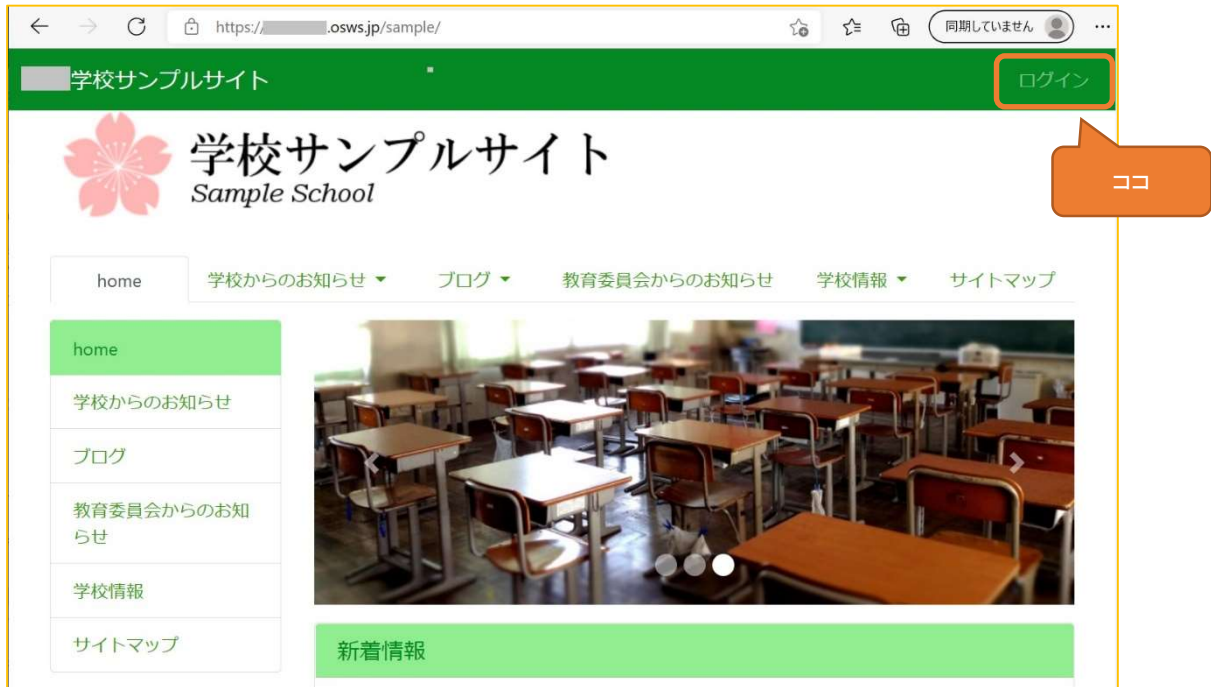 https:// .osws.jp/sample/
同期していません
学校サンプルサイト
ログイン
学校サンプルサイト
Sample School
ココ
home
学校からのお知らせ
ブログ
教育委員会からのお知らせ
学校情報
サイトマップ
home
学校からのお知らせ
ブログ
教育委員会からのお知
らせ
学校情報
サイトマップ
新着情報